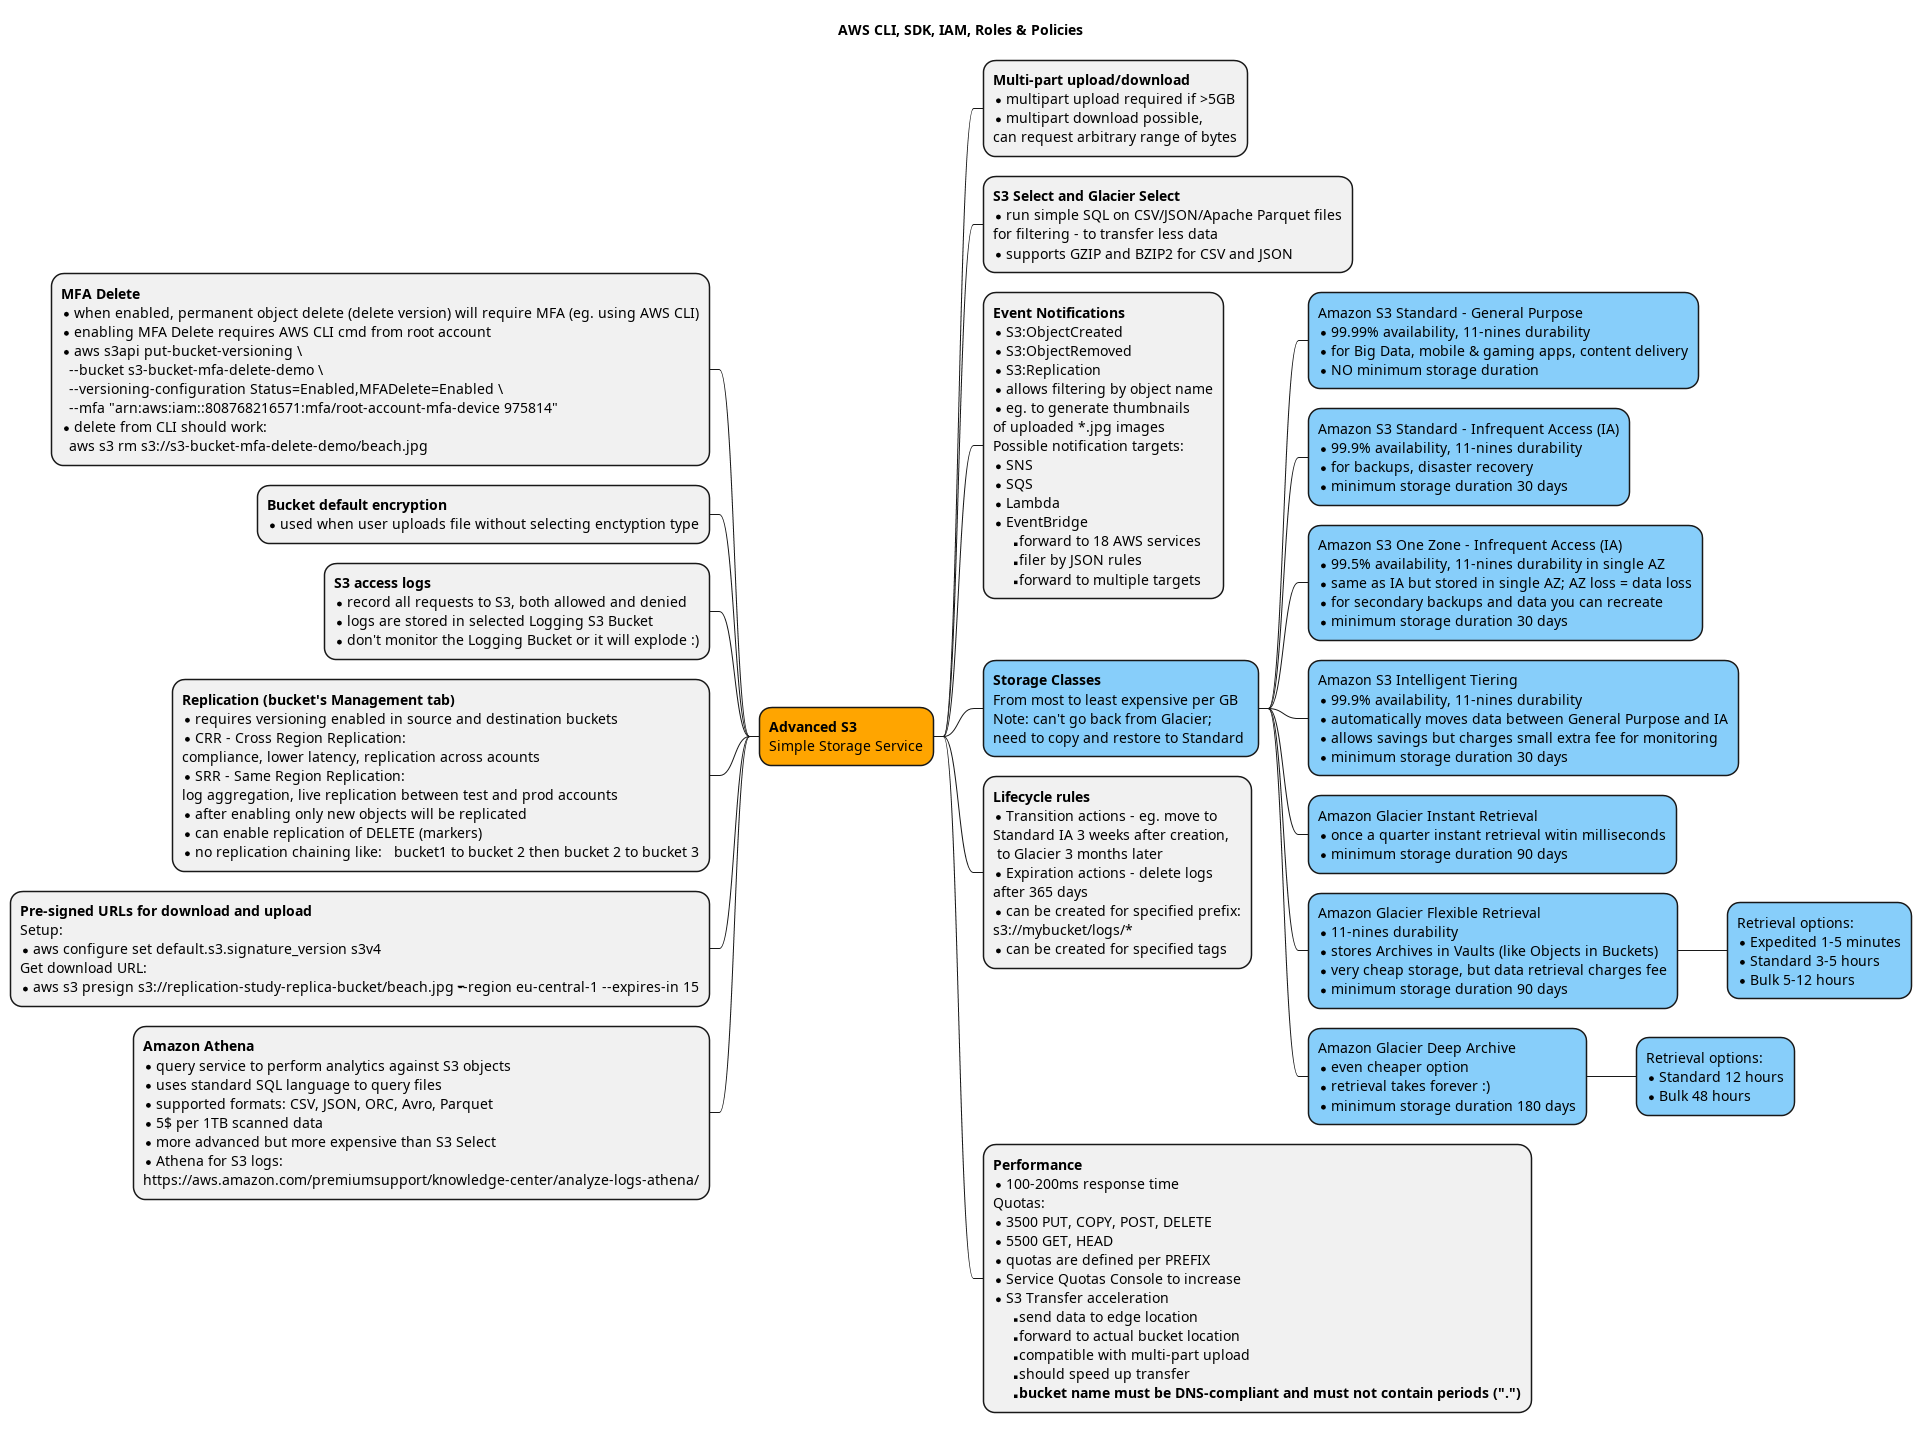 AWS CLI, SDK, IAM, Roles & Policies
MFA Delete
• when enabled, permanent object delete (delete version) will require MFA (eg. using AWS CLI)
• enabling MFA Delete requires AWS CLI cmd from root account
• aws s3api put-bucket-versioning \
--bucket s3-bucket-mfa-delete-demo \
--versioning-configuration Status=Enabled,MFADelete=Enabled \
--mfa "arn:aws:iam::808768216571:mfa/root-account-mfa-device 975814"
• delete from CLI should work:
aws s3 rm s3://s3-bucket-mfa-delete-demo/beach.jpg
Bucket default encryption
• used when user uploads file without selecting enctyption type
S3 access logs
• record all requests to S3, both allowed and denied
• logs are stored in selected Logging S3 Bucket
• don't monitor the Logging Bucket or it will explode :)
Replication (bucket's Management tab)
• requires versioning enabled in source and destination buckets
• CRR - Cross Region Replication:
compliance, lower latency, replication across acounts
• SRR - Same Region Replication:
log aggregation, live replication between test and prod accounts
• after enabling only new objects will be replicated
• can enable replication of DELETE (markers)
• no replication chaining like:   bucket1 to bucket 2 then bucket 2 to bucket 3
Pre-signed URLs for download and upload
Setup:
• aws configure set default.s3.signature_version s3v4
Get download URL:
• aws s3 presign s3://replication-study-replica-bucket/beach.jpg --region eu-central-1 --expires-in 15
Amazon Athena
• query service to perform analytics against S3 objects
• uses standard SQL language to query files
• supported formats: CSV, JSON, ORC, Avro, Parquet
• 5$ per 1TB scanned data
• more advanced but more expensive than S3 Select
• Athena for S3 logs:
https://aws.amazon.com/premiumsupport/knowledge-center/analyze-logs-athena/
Advanced S3
Simple Storage Service
Multi-part upload/download
• multipart upload required if >5GB
• multipart download possible,
can request arbitrary range of bytes
S3 Select and Glacier Select
• run simple SQL on CSV/JSON/Apache Parquet files
for filtering - to transfer less data
• supports GZIP and BZIP2 for CSV and JSON
Event Notifications
• S3:ObjectCreated
• S3:ObjectRemoved
• S3:Replication
• allows filtering by object name
• eg. to generate thumbnails
of uploaded *.jpg images
Possible notification targets:
• SNS
• SQS
• Lambda
• EventBridge
▪ forward to 18 AWS services
▪ filer by JSON rules
▪ forward to multiple targets
Storage Classes
From most to least expensive per GB
Note: can't go back from Glacier;
need to copy and restore to Standard
Amazon S3 Standard - General Purpose
• 99.99% availability, 11-nines durability
• for Big Data, mobile & gaming apps, content delivery
• NO minimum storage duration
Amazon S3 Standard - Infrequent Access (IA)
• 99.9% availability, 11-nines durability
• for backups, disaster recovery
• minimum storage duration 30 days
Amazon S3 One Zone - Infrequent Access (IA)
• 99.5% availability, 11-nines durability in single AZ
• same as IA but stored in single AZ; AZ loss = data loss
• for secondary backups and data you can recreate
• minimum storage duration 30 days
Amazon S3 Intelligent Tiering
• 99.9% availability, 11-nines durability
• automatically moves data between General Purpose and IA
• allows savings but charges small extra fee for monitoring
• minimum storage duration 30 days
Amazon Glacier Instant Retrieval
• once a quarter instant retrieval witin milliseconds
• minimum storage duration 90 days
Amazon Glacier Flexible Retrieval
• 11-nines durability
• stores Archives in Vaults (like Objects in Buckets)
• very cheap storage, but data retrieval charges fee
• minimum storage duration 90 days
Retrieval options:
• Expedited 1-5 minutes
• Standard 3-5 hours
• Bulk 5-12 hours
Amazon Glacier Deep Archive
• even cheaper option
• retrieval takes forever :)
• minimum storage duration 180 days
Retrieval options:
• Standard 12 hours
• Bulk 48 hours
Lifecycle rules
• Transition actions - eg. move to
Standard IA 3 weeks after creation,
to Glacier 3 months later
• Expiration actions - delete logs
after 365 days
• can be created for specified prefix:
s3://mybucket/logs/*
• can be created for specified tags
Performance
• 100-200ms response time
Quotas:
• 3500 PUT, COPY, POST, DELETE
• 5500 GET, HEAD
• quotas are defined per PREFIX
• Service Quotas Console to increase
• S3 Transfer acceleration
▪ send data to edge location
▪ forward to actual bucket location
▪ compatible with multi-part upload
▪ should speed up transfer
▪ bucket name must be DNS-compliant and must not contain periods (".")